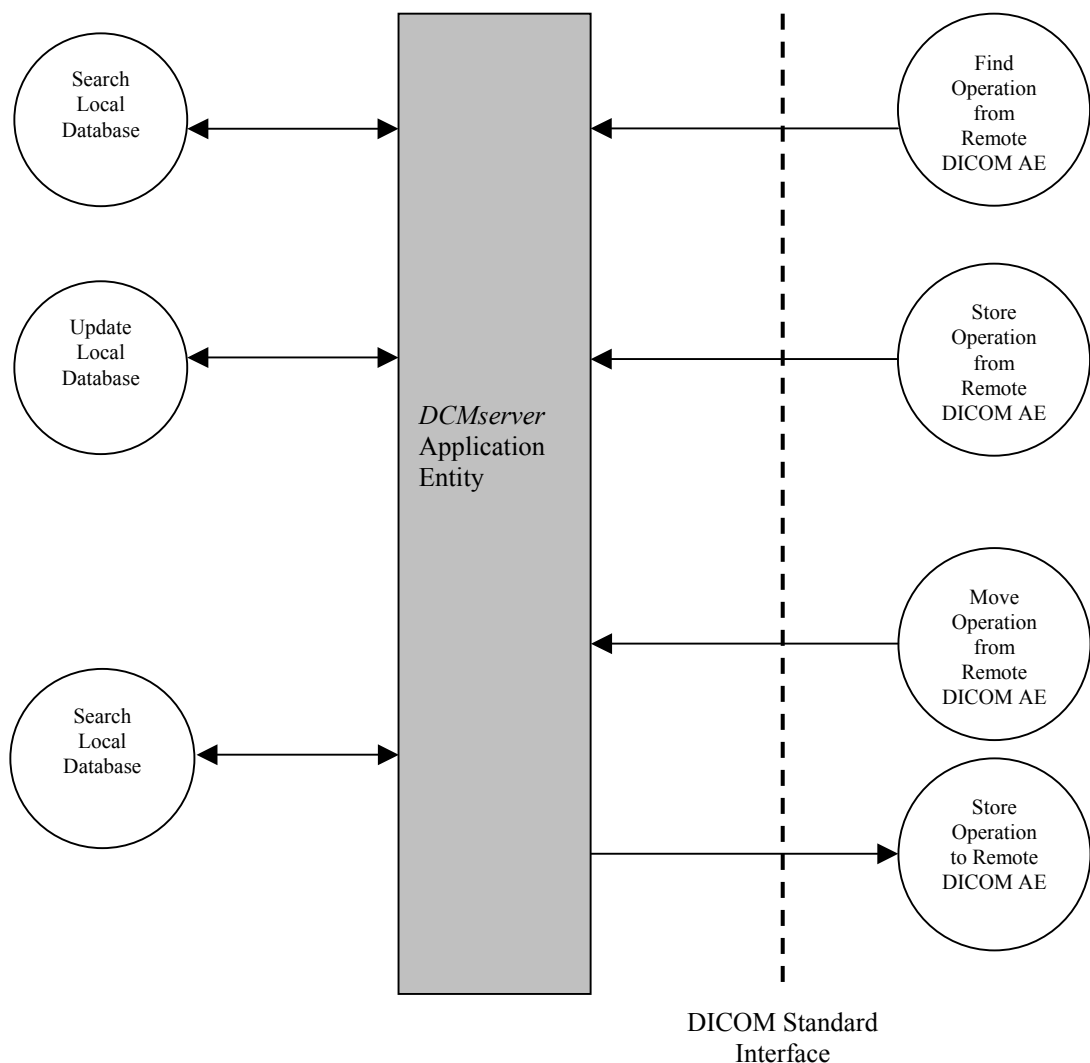 Search
Local
Database
Find
Operation
from
Remote
DICOM AE
Update
Local
Database
Store
Operation
from
Remote
DICOM AE
DCMserver
Application
Entity
Move
Operation
from
Remote
DICOM AE
Search
Local
Database
Store
Operation
to Remote
DICOM AE
DICOM Standard
Interface